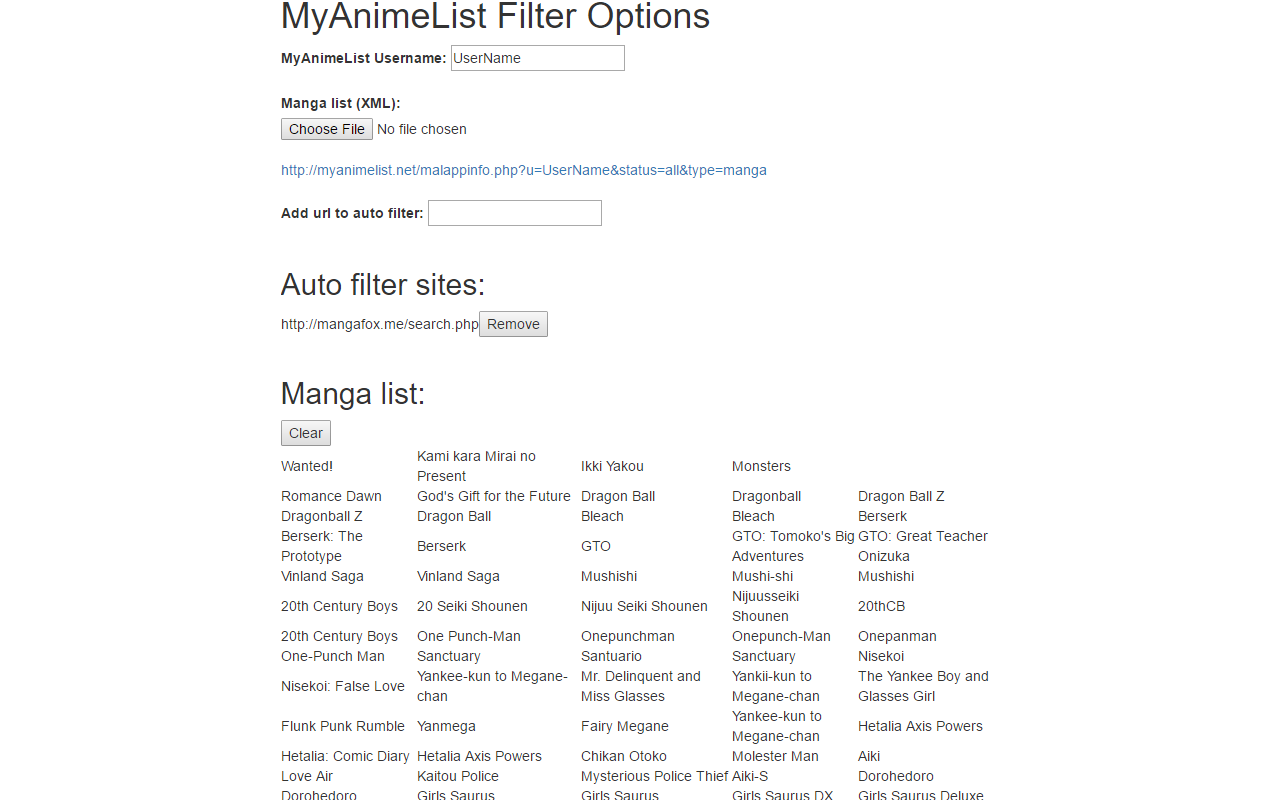 MyAnimeList Filter Options
MyAnimeList Username: UserName
Manga list (XML):
Choose File No file chosen
http://myanimelist.net/malappinfo.php?u=UserName&status=all&type=manga
Add url to auto filter:
Auto filter sites:
http://mangafox.me/search.php Remove
Manga list:
Clear
Wanted! Kami kara Mirai no Present Ikki Yakou Monsters
Romance Dawn God's Gift for the Future Dragon Ball Dragonball Dragon Ball Z
Dragonball Z Dragon Ball Bleach Bleach Berserk
Berserk: The Prototype Berserk GTO GTO: Tomoko's Big Adventures GTO: Great Teacher Onizuka
Vinland Saga Vinland Saga Mushishi Mushi-shi Mushishi
20th Century Boys 20 Seiki Shounen Nijuu Seiki Shounen Nijuusseiki Shounen 20thCB
20th Century Boys One Punch-Man Onepunchman Onepunch-Man Onepanman
One-Punch Man Sanctuary Santuario Sanctuary Nisekoi
Nisekoi: False Love Yankee-kun to Megane-chan Mr. Delinquent and Miss Glasses Yankii-kun to Megane-chan The Yankee Boy and Glasses Girl
Flunk Punk Rumble Yanmega Fairy Megane Yankee-kun to Megane-chan Hetalia Axis Powers
Hetalia: Comic Diary Hetalia Axis Powers Chikan Otoko Molester Man Aiki
Love Air Kaitou Police Mysterious Police Thief Aiki-S Dorohedoro
Dorohedoro Girls Saurus Girls Saurus Girls Saurus DX Girls Saurus Deluxe